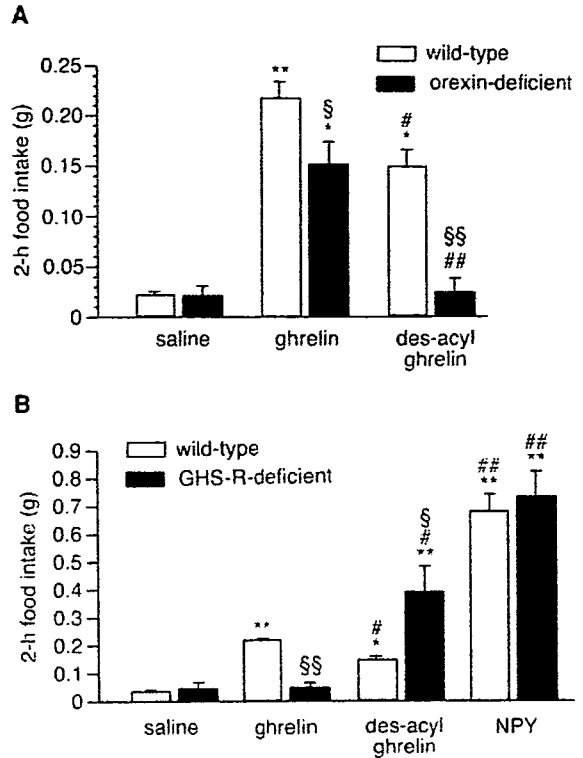 A
wild-type
orexin-deficient
2-h food intake (g)
0.25
0.20
0.15
0.10
0.05
0
**
§
*
#
*
§§
##
saline
ghrelin
des-acyl
ghrelin
B
wild-type
GHS-R-deficient
2-h food intake (g)
0.9
0.8
0.7
0.6
0.5
0.4
0.3
0.2
0.1
0
**
§§
#
*
§
#
**
##
**
##
**
saline
ghrelin
des-acyl
ghrelin
NPY